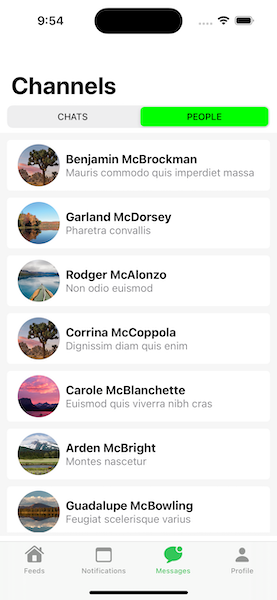 9:54
Channels
CHATS
PEOPLE
Benjamin McBrockman
Mauris commodo quis imperdiet massa
Garland McDorsey
Pharetra convallis
Rodger McAlonzo
Non odio euismod
Corrina McCoppola
Dignissim diam quis enim
Carole McBlanchette
Euismod quis viverra nibh cras
Arden McBright
Montes nascetur
Guadalupe McBowling
Feugiat scelerisque varius
Feeds
Notifications
Messages
Profile